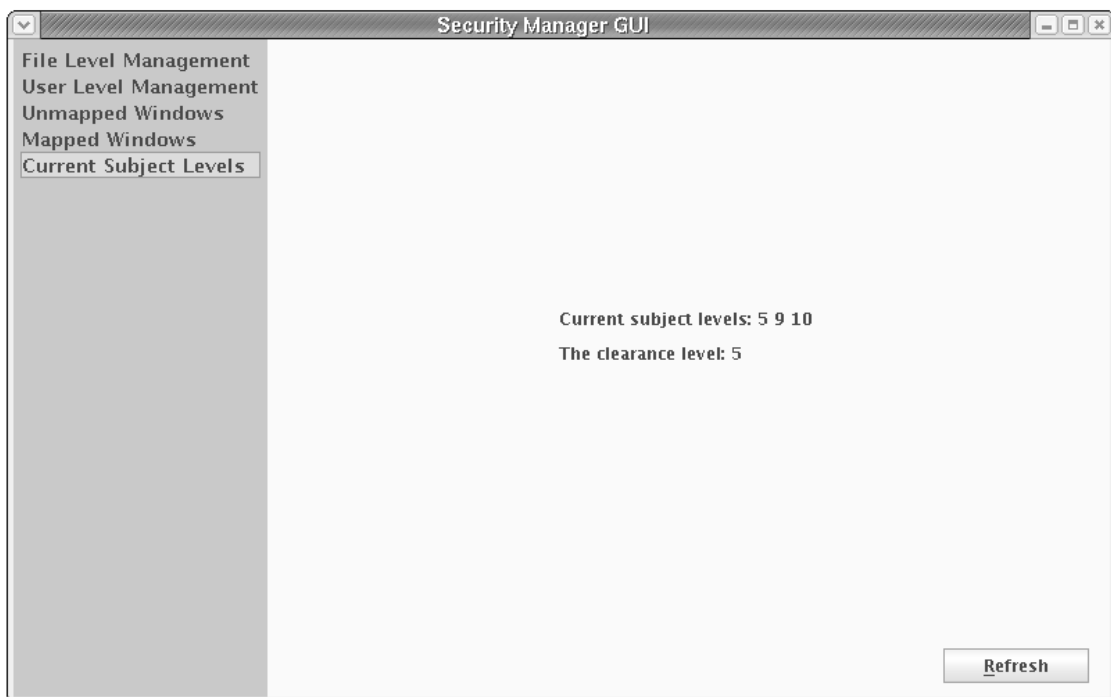 Security Manager GUI
File Level Management
User Level Management
Unmapped Windows
Mapped Windows
Current Subject Levels
Current subject levels: 5 9 10
The clearance level: 5
Refresh